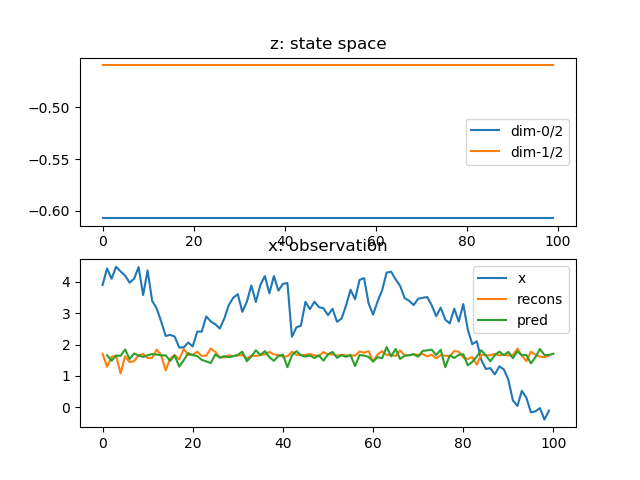 z: state space
−0.50
−0.55
−0.60
dim-0/2
dim-1/2
0 20 40 60 80 100
x: observation
4
3
2
1
0
x
recons
pred
0 20 40 60 80 100